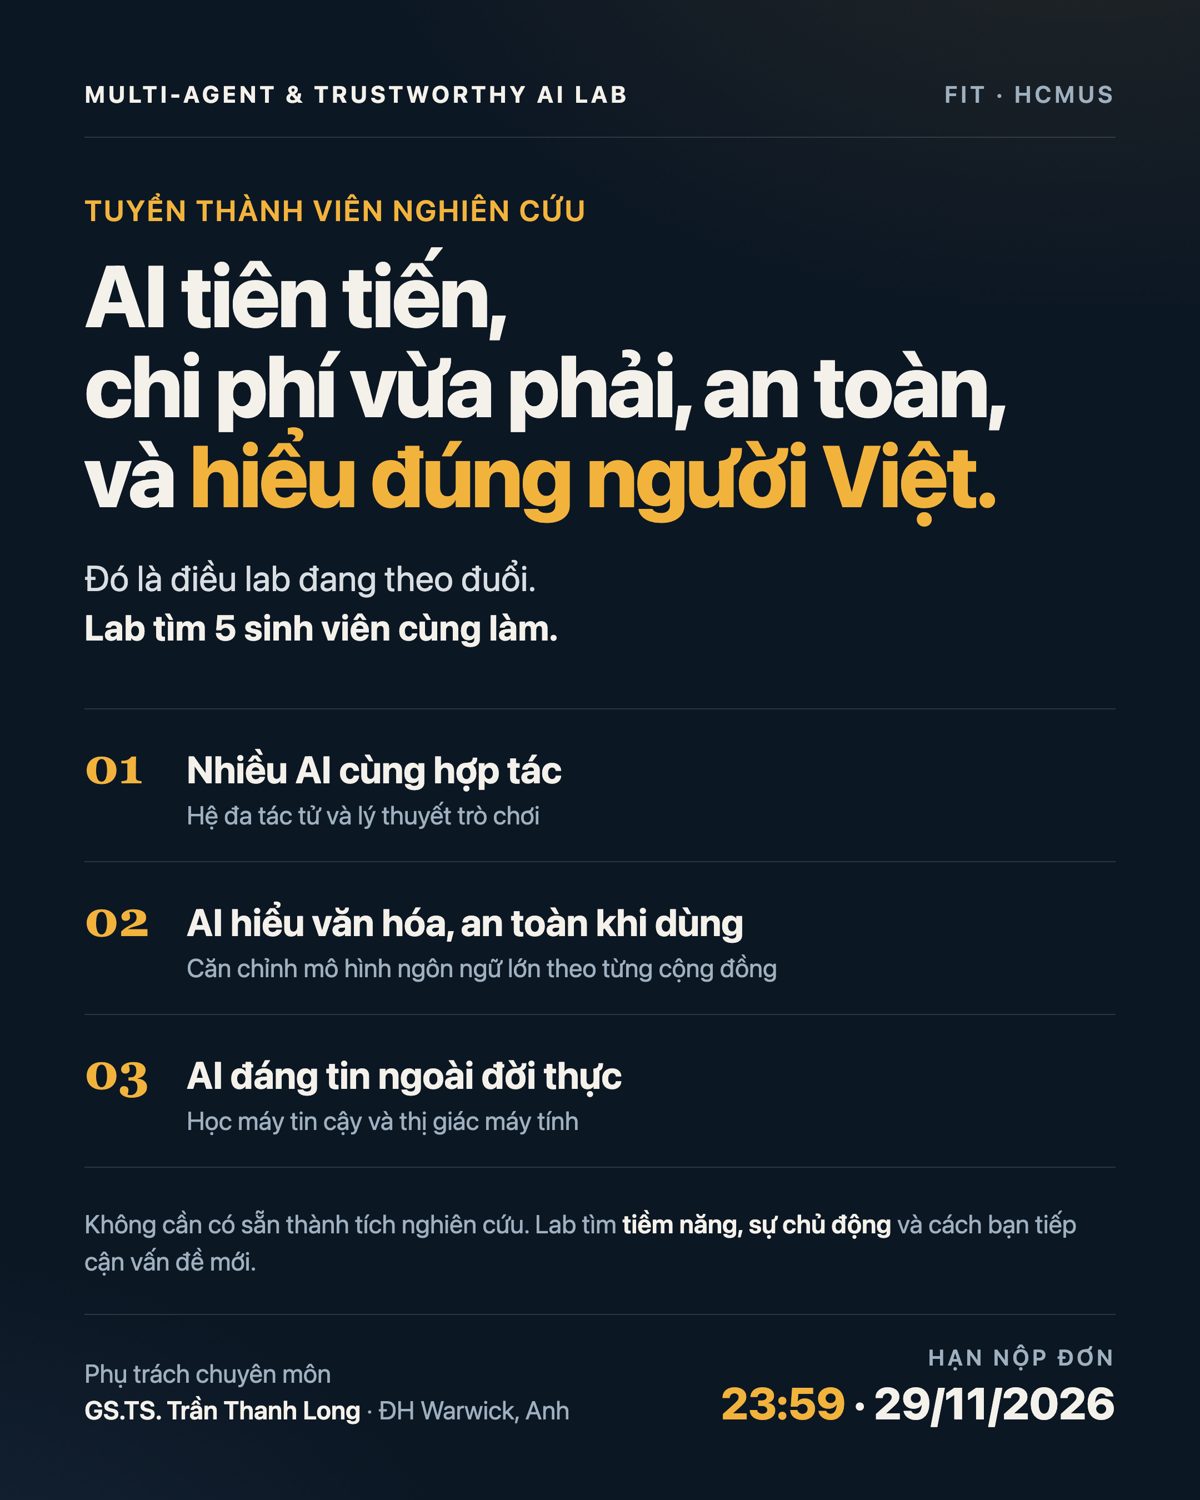 MULTI-AGENT & TRUSTWORTHY AI LAB
FIT · HCMUS
TUYỂN THÀNH VIÊN NGHIÊN CỨU
AI tiên tiến,
chi phí vừa phải, an toàn,
và hiểu đúng người Việt.
Đó là điều lab đang theo đuổi.
Lab tìm 5 sinh viên cùng làm.
01 Nhiều AI cùng hợp tác
Hệ đa tác tử và lý thuyết trò chơi
02 AI hiểu văn hóa, an toàn khi dùng
Căn chỉnh mô hình ngôn ngữ lớn theo từng cộng đồng
03 AI đáng tin ngoài đời thực
Học máy tin cậy và thị giác máy tính
Không cần có sẵn thành tích nghiên cứu. Lab tìm tiềm năng, sự chủ động và cách bạn tiếp
cận vấn đề mới.
Phụ trách chuyên môn
GS.TS. Trần Thanh Long · ĐH Warwick, Anh
HẠN NỘP ĐƠN
23:59 · 29/11/2026